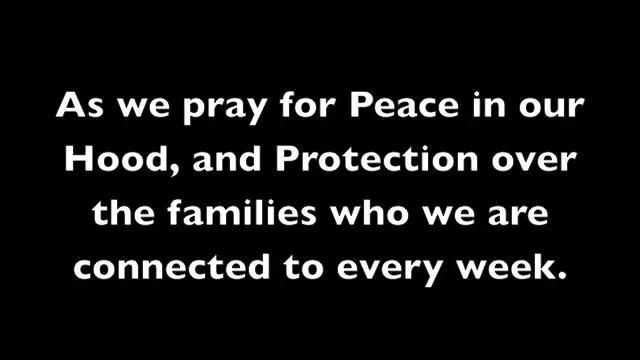 As we pray for Peace in our
Hood, and Protection over
the families who we are
connected to every week.